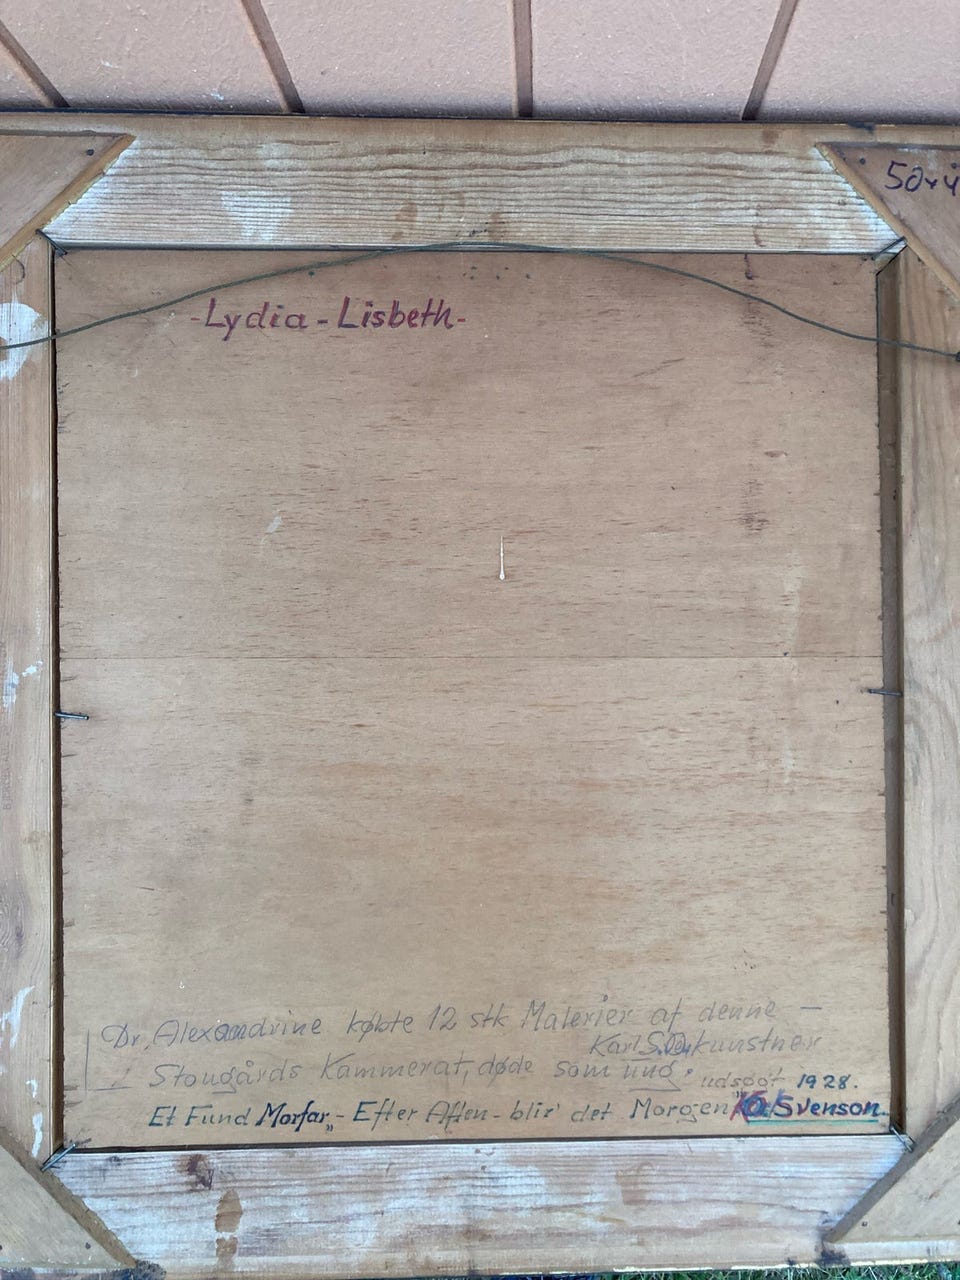 50x4
-Lydia-Lisbeth-
Dr. Alexandrine købte 12 stk Malerier af denne -
Karl S. kunstner
Stougårds Kammerat, døde som ung.
udspgt 1928.
Et Fund Morfar„ - Efter Aften - blir' det Morgen Svenson.